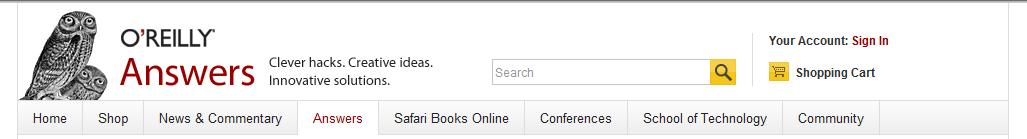 O'REILLY
Answers
Clever hacks. Creative ideas.
Innovative solutions.
Search
Your Account: Sign In
Shopping Cart
Home Shop News & Commentary Answers Safari Books Online Conferences School of Technology Community